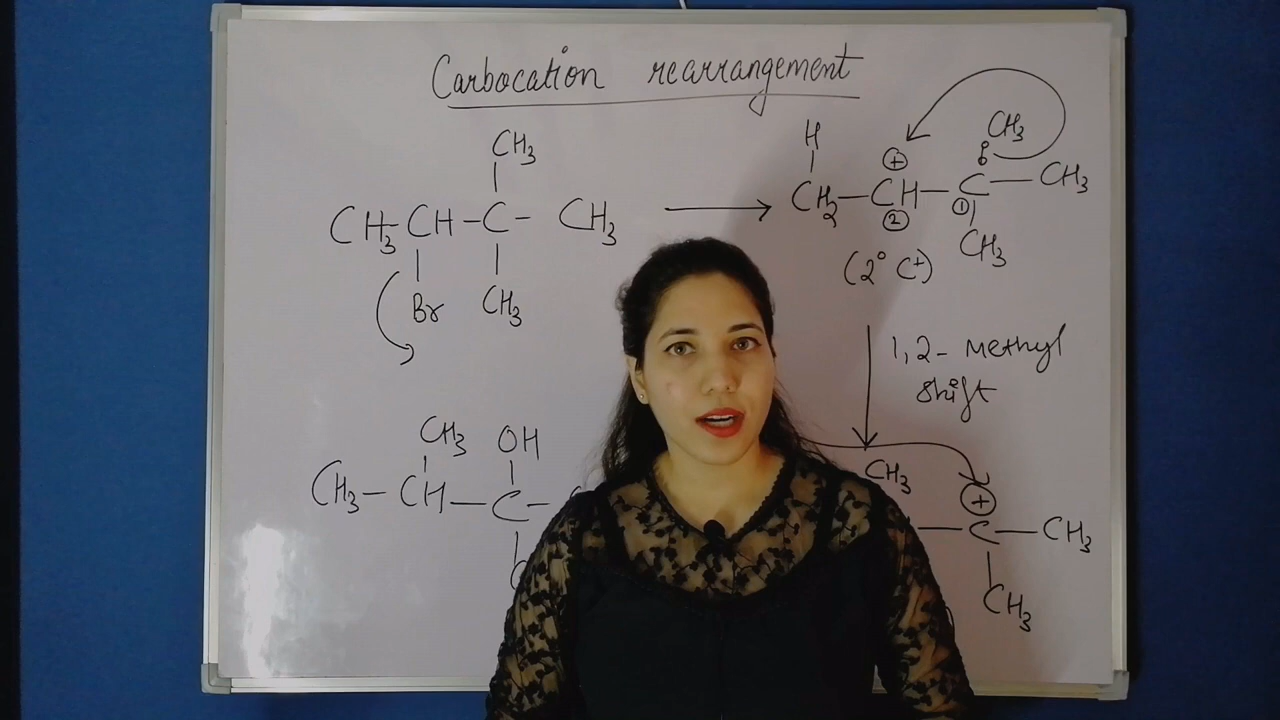 Carbocation rearrangement
CH3
CH3-CH-C-CH3
Br CH3
H CH3
CH2-CH-C-CH3
+
2 1
CH3
(2° C+)
1,2-Methyl
shift
CH3 OH
CH3-CH-C-
CH3
+
-C-CH3
CH3